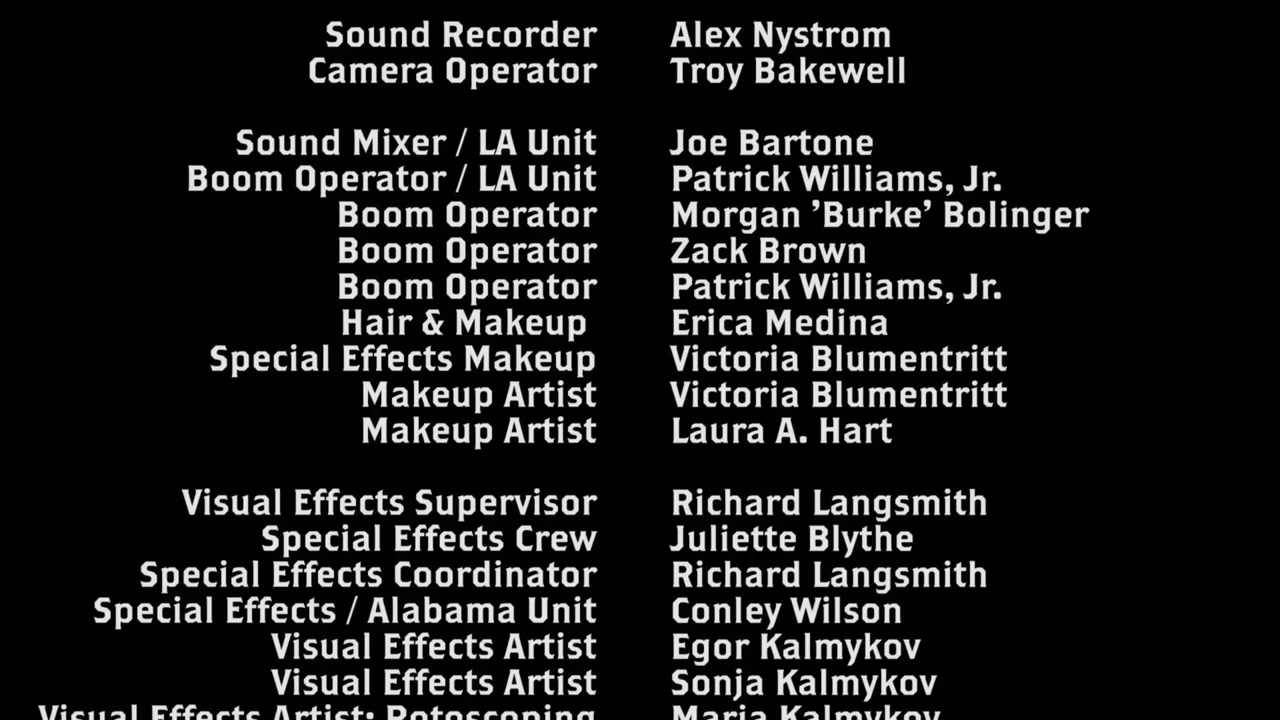 Sound Recorder Alex Nystrom
Camera Operator Troy Bakewell
Sound Mixer / LA Unit Joe Bartone
Boom Operator / LA Unit Patrick Williams, Jr.
Boom Operator Morgan ’Burke’ Bolinger
Boom Operator Zack Brown
Boom Operator Patrick Williams, Jr.
Hair & Makeup Erica Medina
Special Effects Makeup Victoria Blumentritt
Makeup Artist Victoria Blumentritt
Makeup Artist Laura A. Hart
Visual Effects Supervisor Richard Langsmith
Special Effects Crew Juliette Blythe
Special Effects Coordinator Richard Langsmith
Special Effects / Alabama Unit Conley Wilson
Visual Effects Artist Egor Kalmykov
Visual Effects Artist Sonja Kalmykov
Visual Effects Artist: Rotoscoping Maria Kalmykov